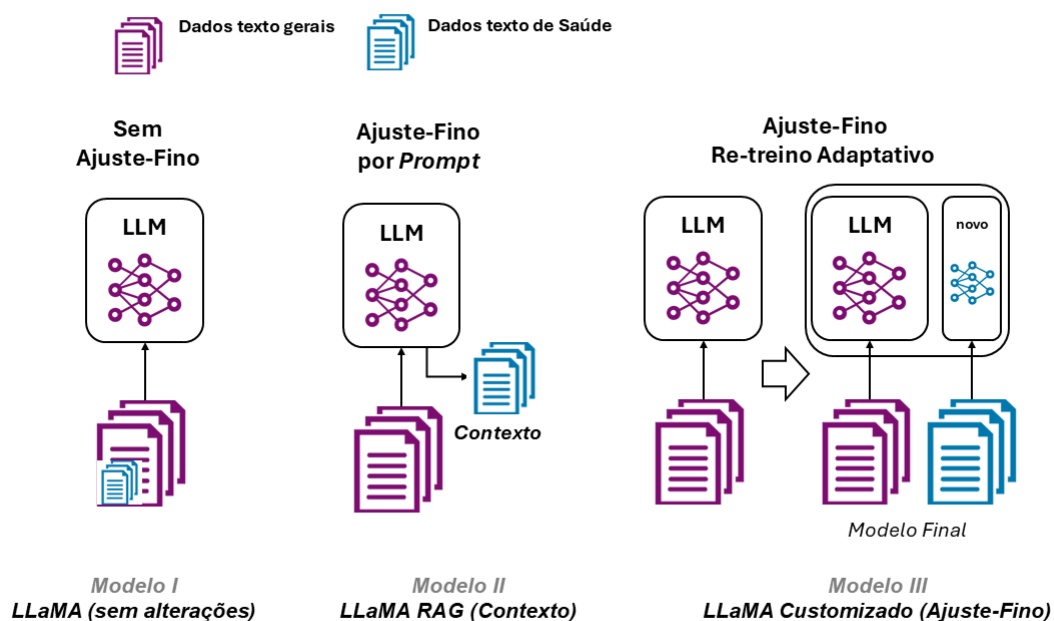 Dados texto gerais
Dados texto de Saúde
Sem
Ajuste-Fino
Ajuste-Fino
por Prompt
Ajuste-Fino
Re-treino Adaptativo
LLM
LLM
LLM
LLM
novo
Contexto
Modelo Final
Modelo I
LLaMA (sem alterações)
Modelo II
LLaMA RAG (Contexto)
Modelo III
LLaMA Customizado (Ajuste-Fino)